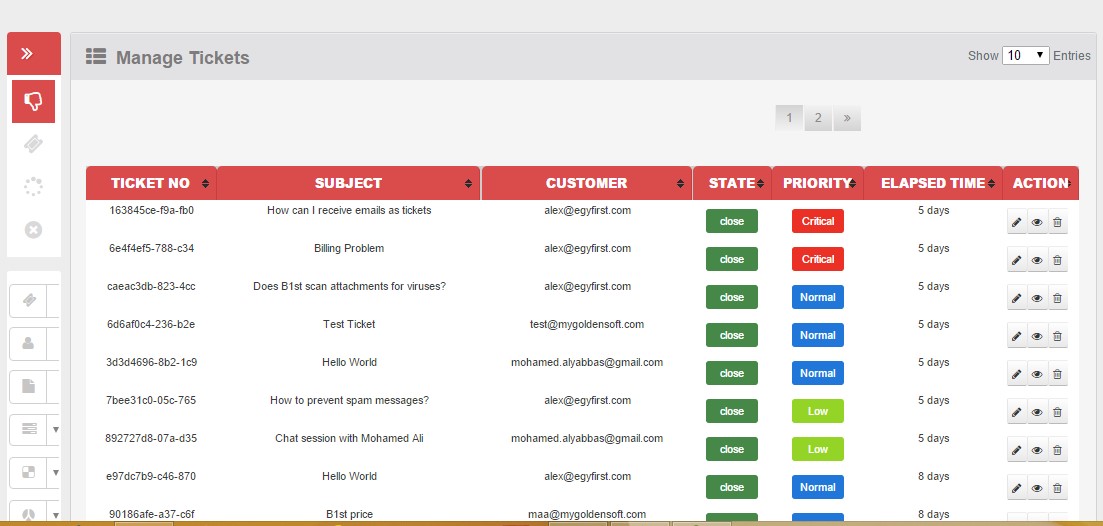 Manage Tickets
Show 10 Entries
1 2 »
TICKET NO SUBJECT CUSTOMER STATE PRIORITY ELAPSED TIME ACTION
163845ce-f9a-fb0 How can I receive emails as tickets alex@egyfirst.com close Critical 5 days
6e4f4ef5-788-c34 Billing Problem alex@egyfirst.com close Critical 5 days
caeac3db-823-4cc Does B1st scan attachments for viruses? alex@egyfirst.com close Normal 5 days
6d6af0c4-236-b2e Test Ticket test@mygoldensoft.com close Normal 5 days
3d3d4696-8b2-1c9 Hello World mohamed.alyabbas@gmail.com close Normal 5 days
7bee31c0-05c-765 How to prevent spam messages? alex@egyfirst.com close Low 5 days
892727d8-07a-d35 Chat session with Mohamed Ali mohamed.alyabbas@gmail.com close Low 5 days
e97dc7b9-c46-870 Hello World alex@egyfirst.com close Normal 8 days
90186afe-a37-c6f B1st price maa@mygoldensoft.com close Normal 8 days